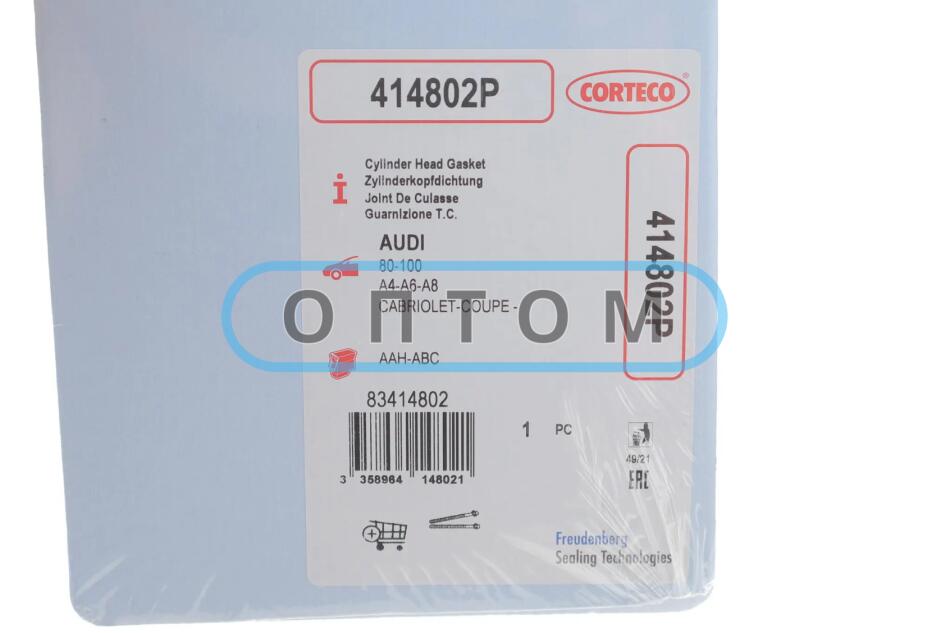 414802P
CORTECO
®
Cylinder Head Gasket
Zylinderkopfdichtung
Joint De Culasse
Guarnizione T.C.
AUDI
80-100
A4-A6-A8
CABRIOLET-COUPE -
ОПТОМ
AAH-ABC
414802P
83414802
1 PC
3 358964 148021
49/21
EAC
Freudenberg
Sealing Technologies